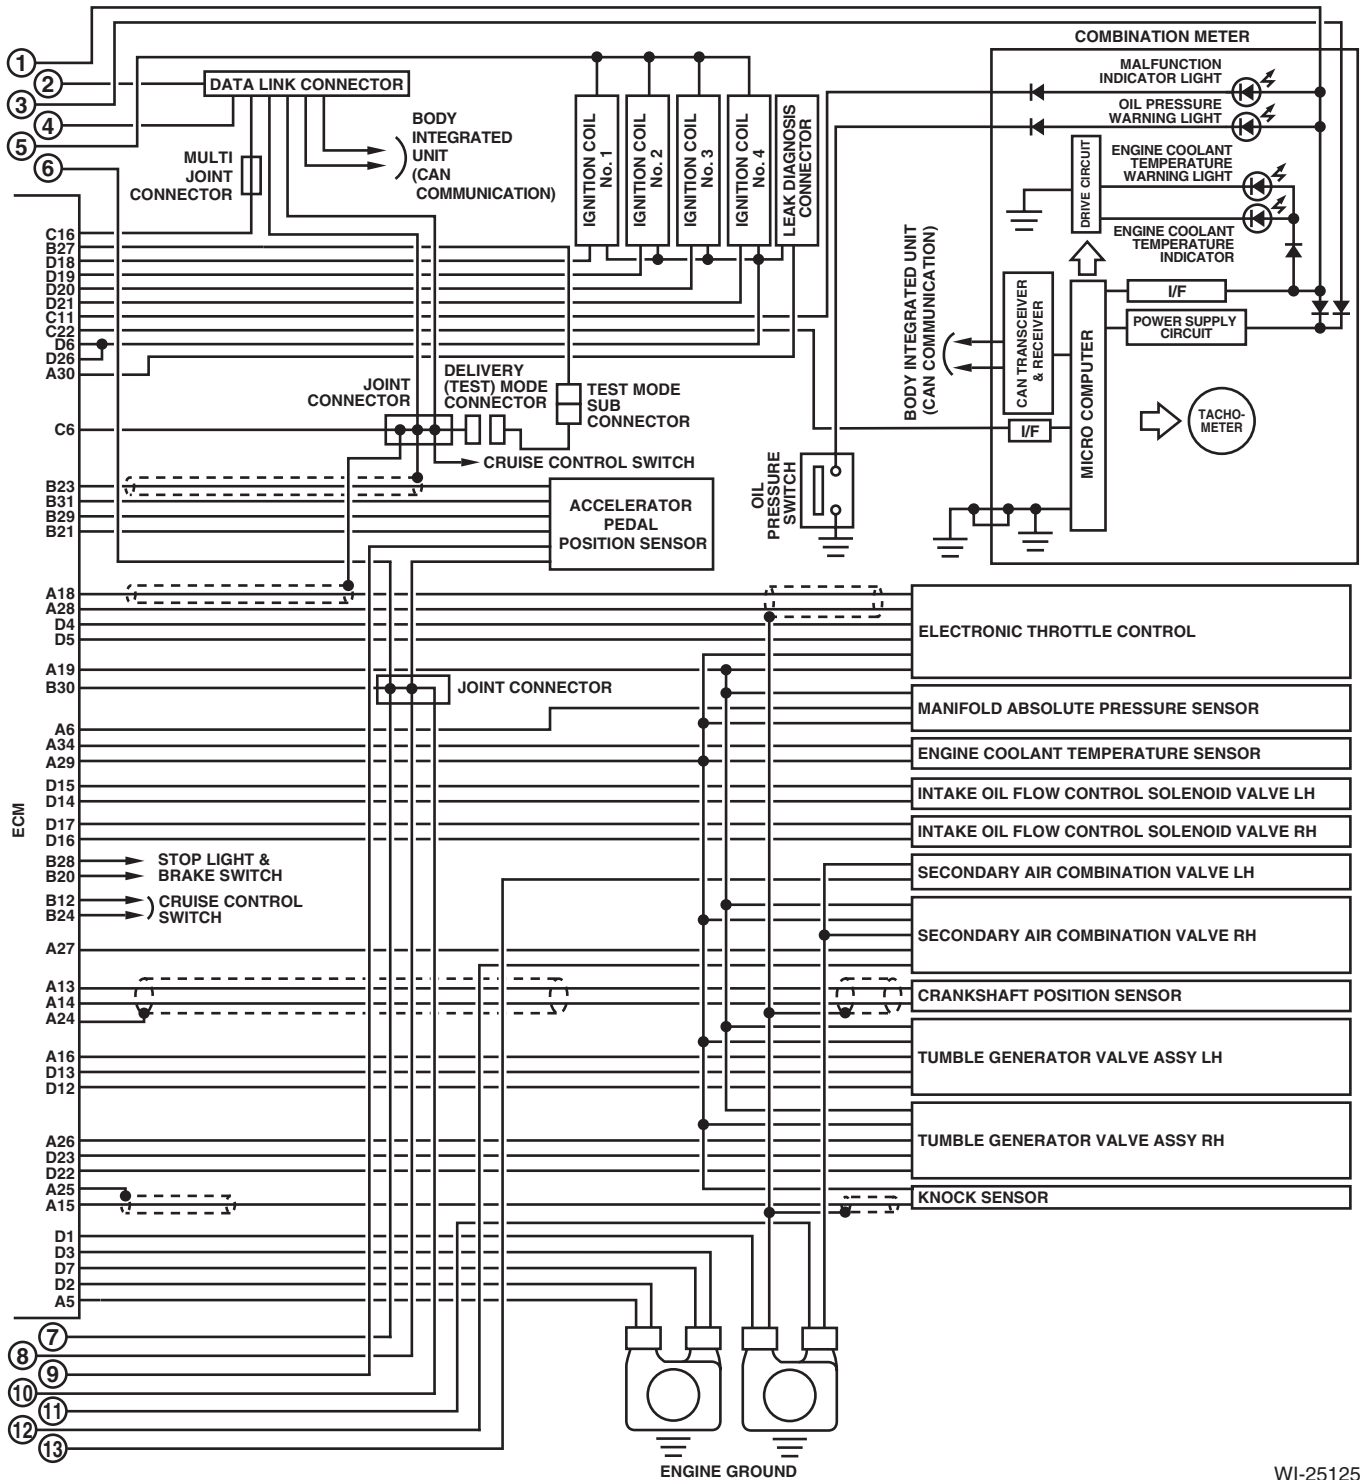 COMBINATION METER
1
2
3
4
5
6
DATA LINK CONNECTOR
MULTI
JOINT
CONNECTOR
BODY
INTEGRATED
UNIT
(CAN
COMMUNICATION)
IGNITION COIL
No. 1
IGNITION COIL
No. 2
IGNITION COIL
No. 3
IGNITION COIL
No. 4
LEAK DIAGNOSIS
CONNECTOR
MALFUNCTION
INDICATOR LIGHT
OIL PRESSURE
WARNING LIGHT
ENGINE COOLANT
TEMPERATURE
WARNING LIGHT
DRIVE CIRCUIT
ENGINE COOLANT
TEMPERATURE
INDICATOR
I/F
POWER SUPPLY
CIRCUIT
BODY INTEGRATED UNIT
(CAN COMMUNICATION)
CAN TRANSCEIVER
& RECEIVER
MICRO COMPUTER
TACHO-
METER
I/F
C16
B27
D18
D19
D20
D21
C11
C22
D6
D26
A30
C6
JOINT
CONNECTOR
DELIVERY
(TEST) MODE
CONNECTOR
TEST MODE
SUB
CONNECTOR
CRUISE CONTROL SWITCH
OIL
PRESSURE
SWITCH
B23
B31
B29
B21
ACCELERATOR
PEDAL
POSITION SENSOR
A18
A28
D4
D5
A19
B30
ELECTRONIC THROTTLE CONTROL
JOINT CONNECTOR
MANIFOLD ABSOLUTE PRESSURE SENSOR
A6
A34
A29
ENGINE COOLANT TEMPERATURE SENSOR
D15
D14
INTAKE OIL FLOW CONTROL SOLENOID VALVE LH
ECM
D17
D16
INTAKE OIL FLOW CONTROL SOLENOID VALVE RH
B28
B20
STOP LIGHT &
BRAKE SWITCH
SECONDARY AIR COMBINATION VALVE LH
B12
B24
CRUISE CONTROL
SWITCH
SECONDARY AIR COMBINATION VALVE RH
A27
A13
A14
A24
CRANKSHAFT POSITION SENSOR
A16
D13
D12
TUMBLE GENERATOR VALVE ASSY LH
A26
D23
D22
TUMBLE GENERATOR VALVE ASSY RH
A25
A15
KNOCK SENSOR
D1
D3
D7
D2
A5
7
8
9
10
11
12
13
ENGINE GROUND
WI-25125